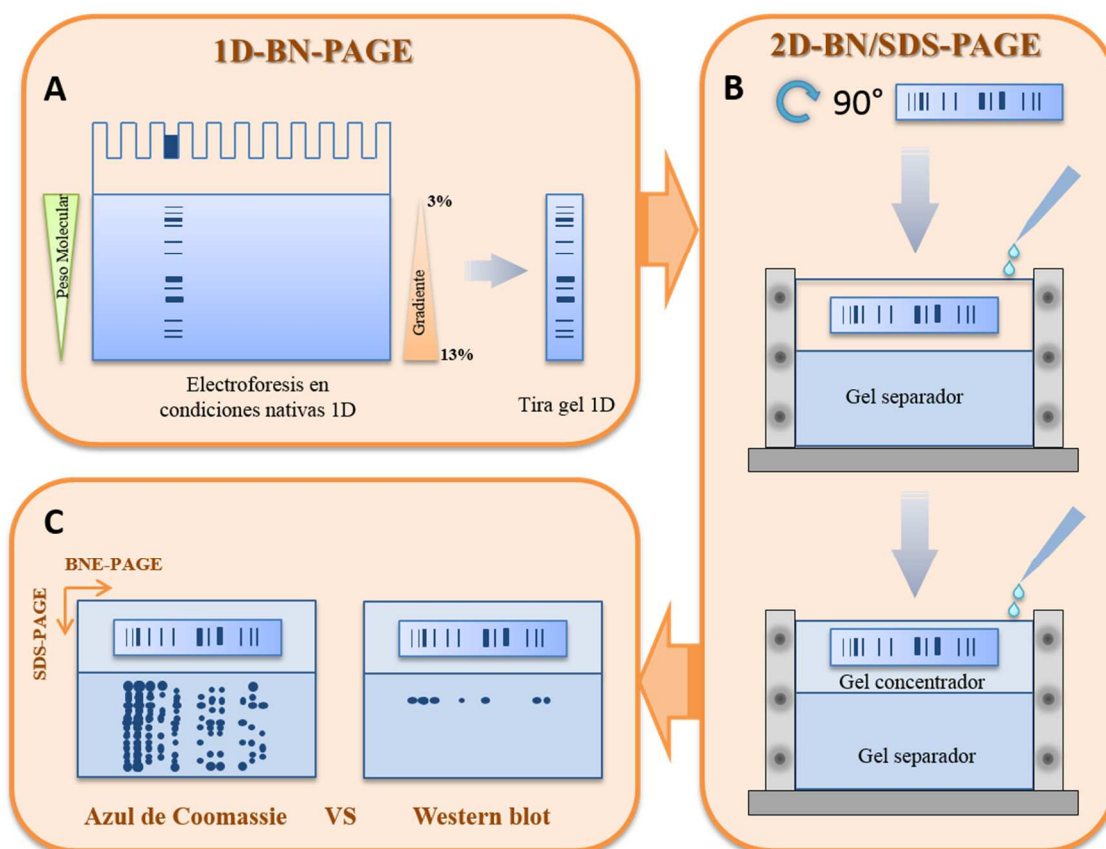 1D-BN-PAGE
A
Peso Molecular
3%
Gradiente
13%
Electroforesis en
condiciones nativas 1D
Tira gel 1D
2D-BN/SDS-PAGE
B
90°
Gel separador
Gel concentrador
Gel separador
C
BNE-PAGE
SDS-PAGE
Azul de Coomassie VS Western blot